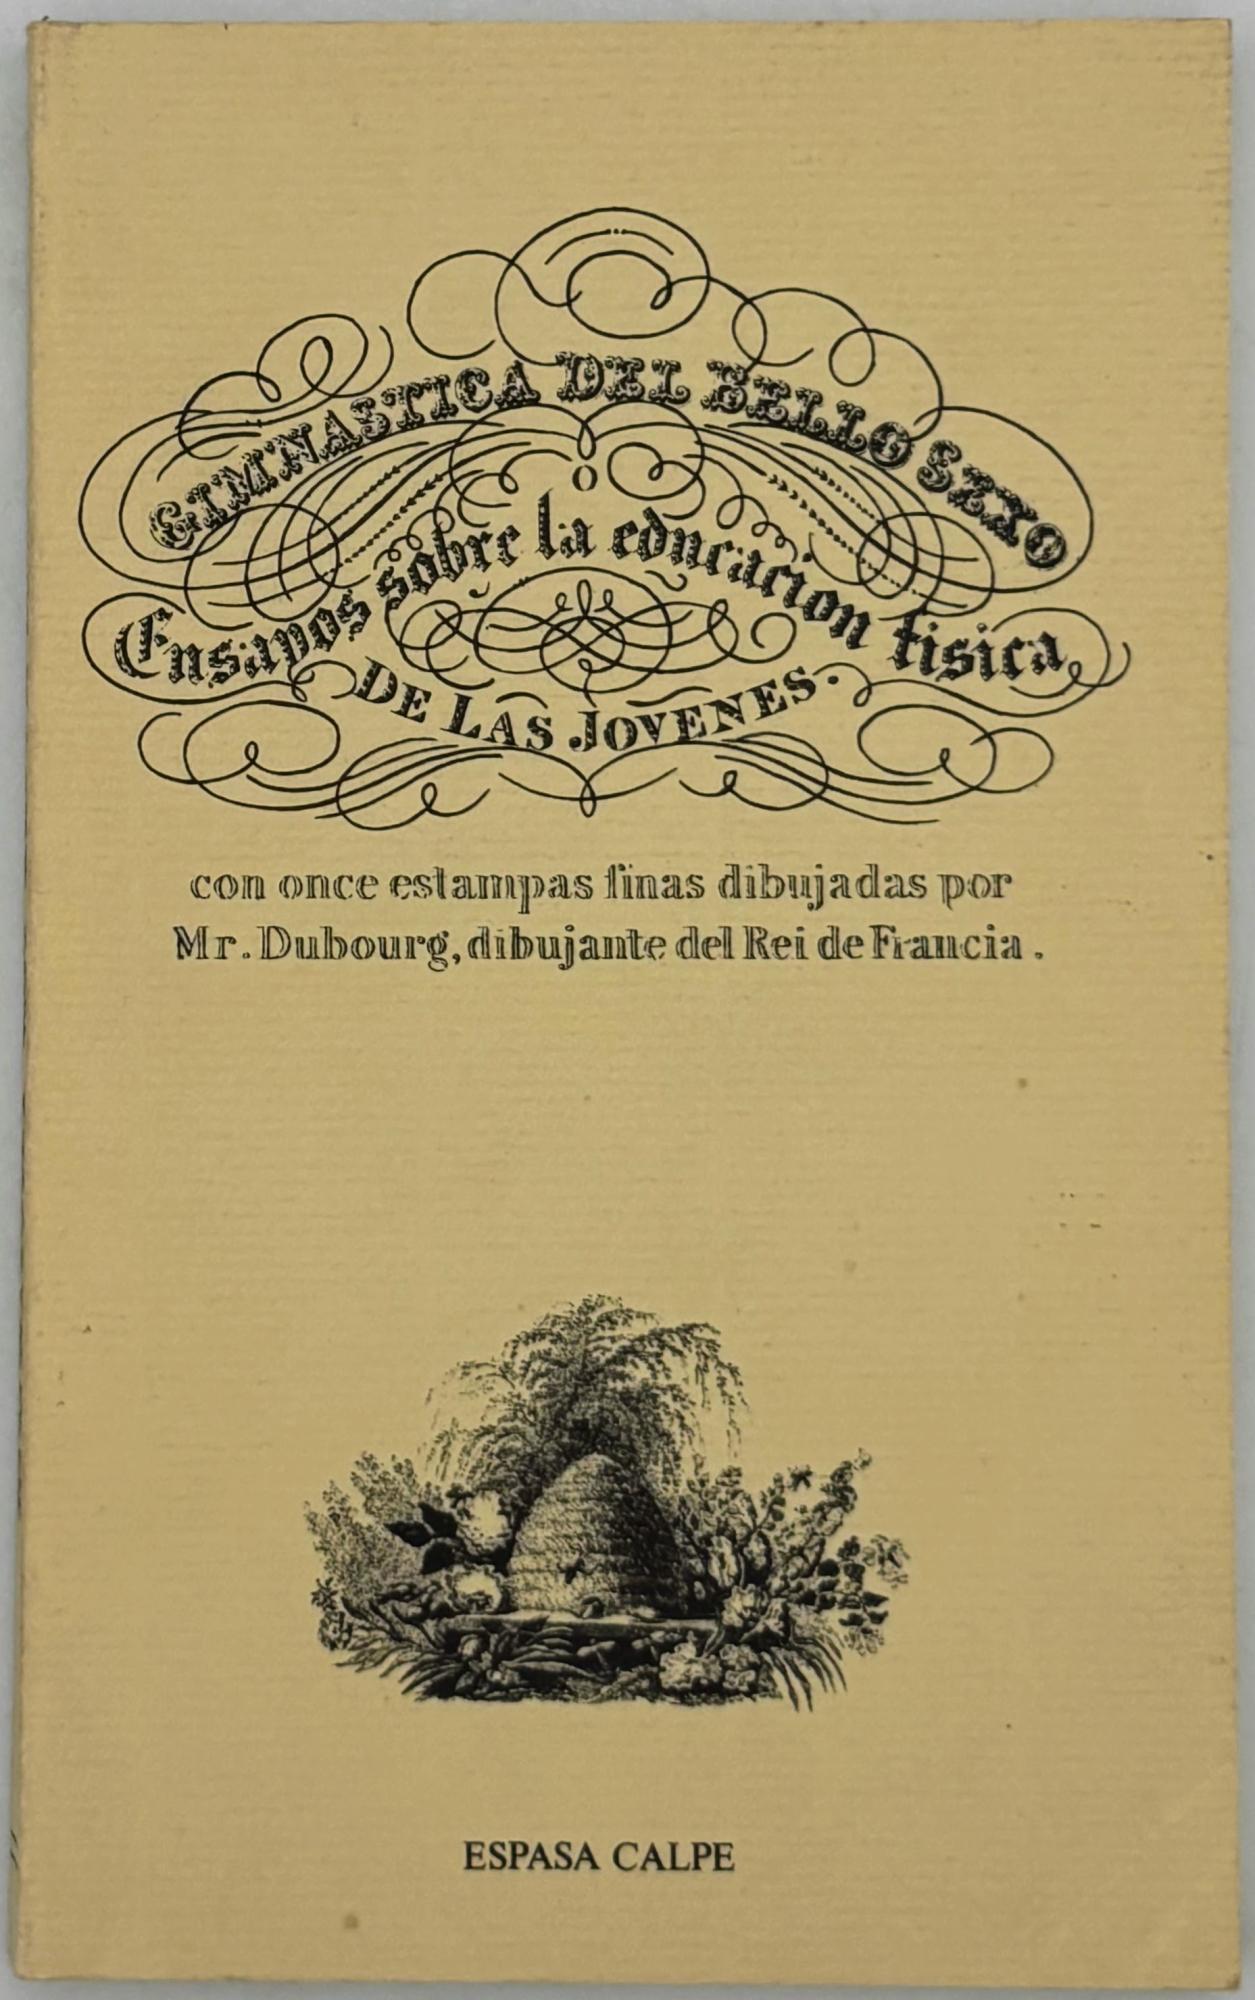 GIMNASTICA DEL BELLO SEXO
Ó
Ensayos sobre la educacion fisica
DE LAS JOVENES.
con once estampas finas dibujadas por
Mr. Dubourg, dibujante del Rei de Francia.
ESPASA CALPE